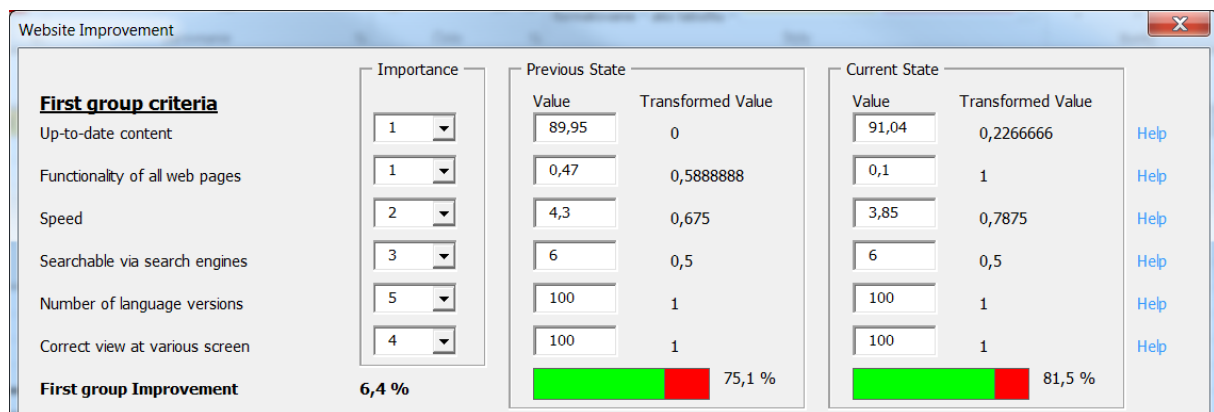 Website Improvement
X
Importance
Previous State
Current State
First group criteria
Value Transformed Value
Value Transformed Value
Up-to-date content 1 89,95 0 91,04 0,2266666 Help
Functionality of all web pages 1 0,47 0,5888888 0,1 1 Help
Speed 2 4,3 0,675 3,85 0,7875 Help
Searchable via search engines 3 6 0,5 6 0,5 Help
Number of language versions 5 100 1 100 1 Help
Correct view at various screen 4 100 1 100 1 Help
First group Improvement 6,4 % 75,1 % 81,5 %